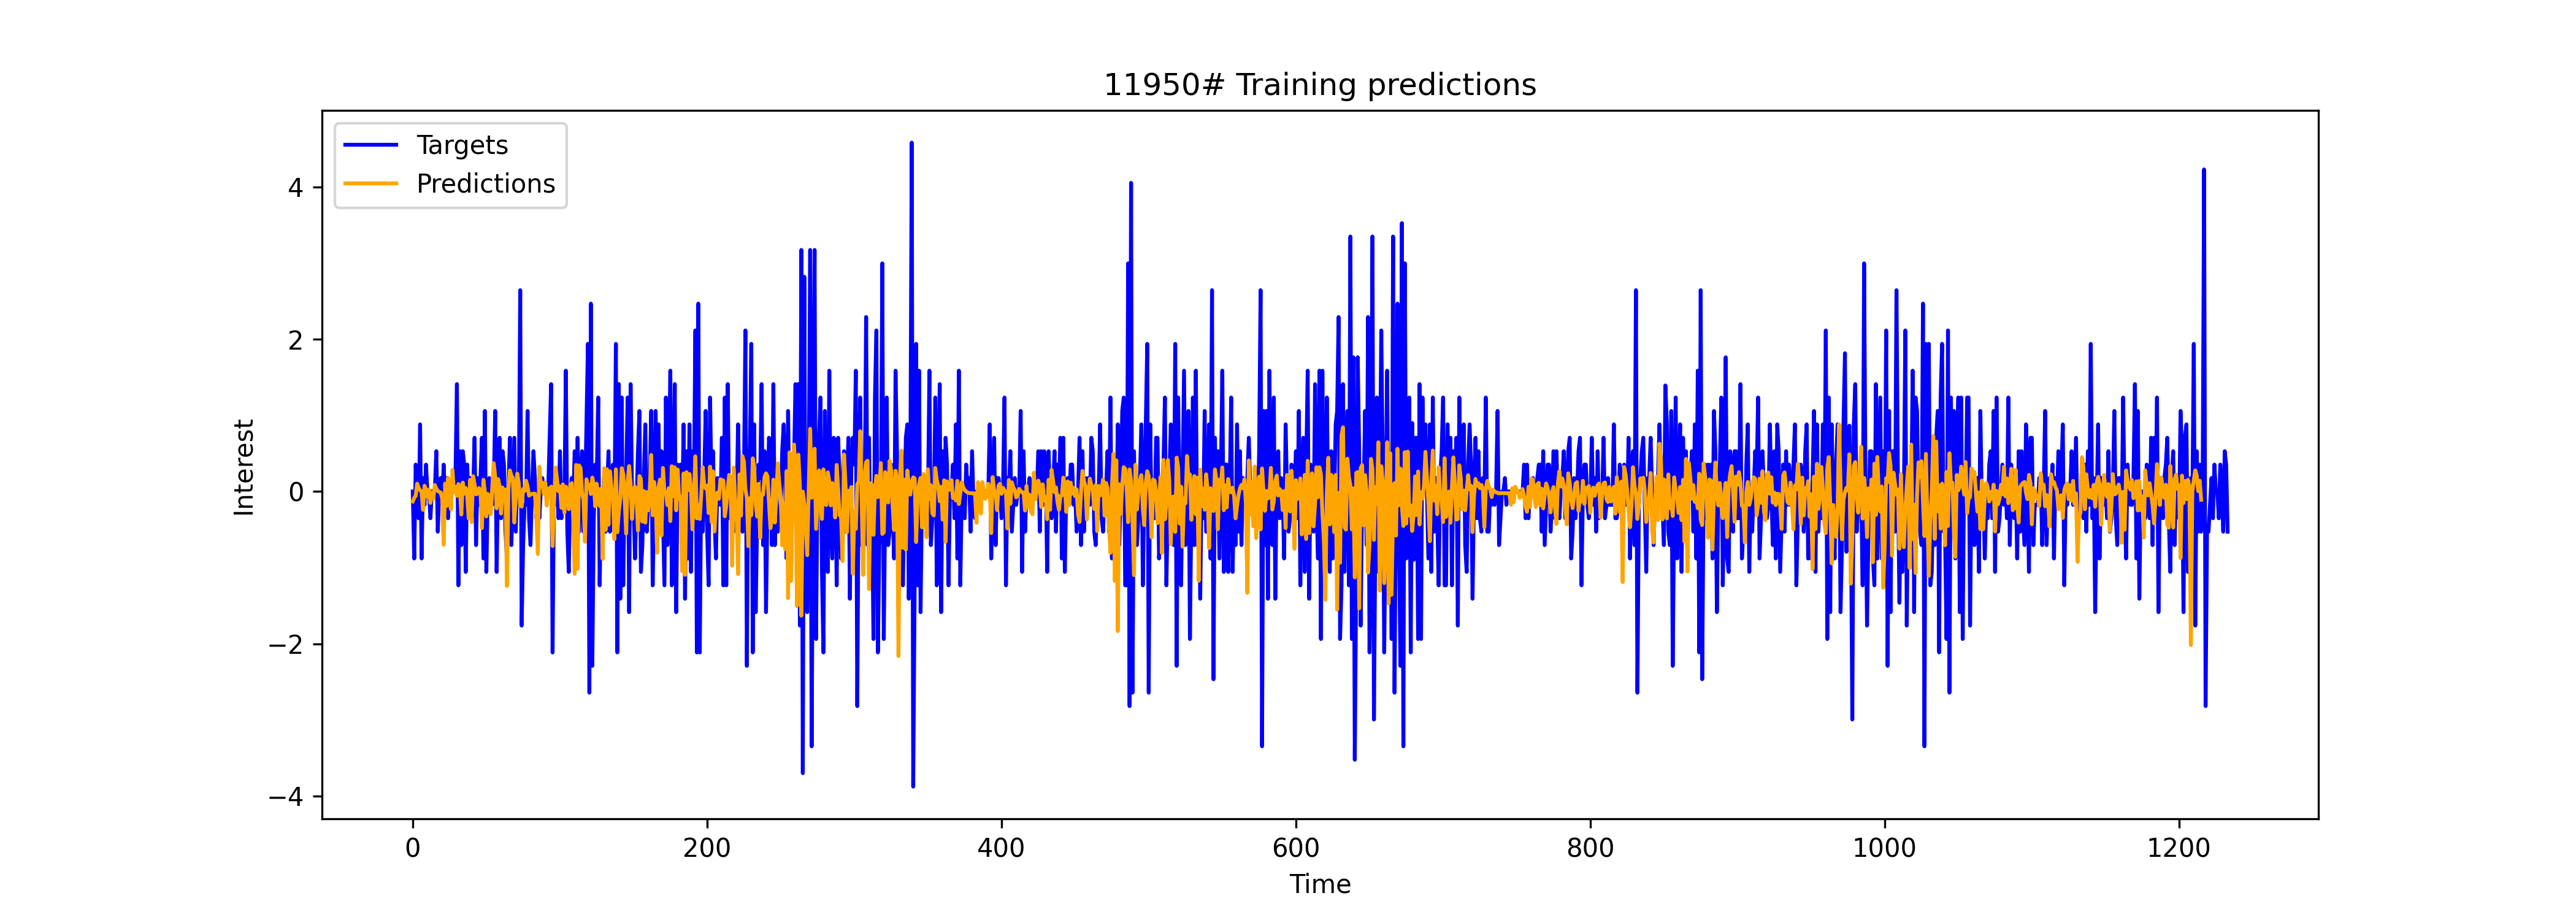 11950# Training predictions
Targets
Predictions
Interest
4
2
0
−2
−4
0 200 400 600 800 1000 1200
Time